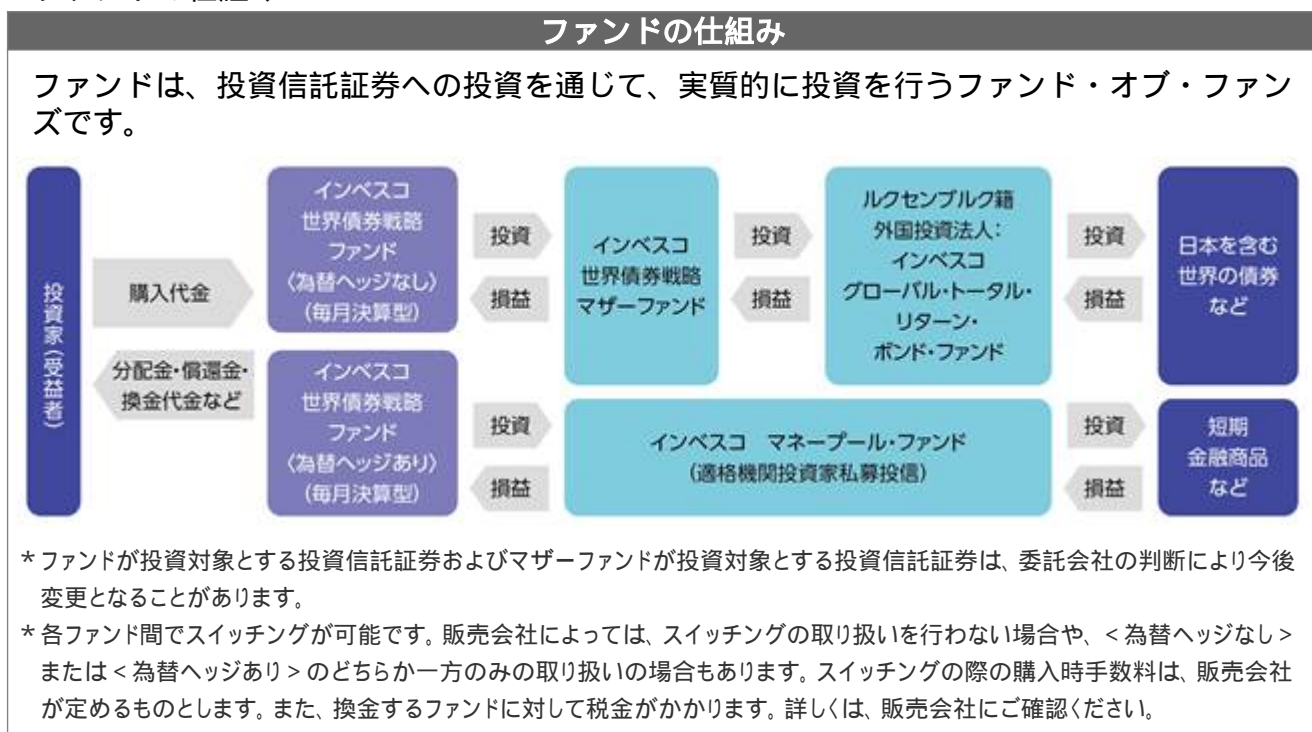 ファンドの仕組み
ファンドは、投資信託証券への投資を通じて、実質的に投資を行うファンド・オブ・ファン
ズです。
投資家(受益者)
購入代金
分配金・償還金・
換金代金など
インベスコ
世界債券戦略
ファンド
〈為替ヘッジなし〉
(毎月決算型)
投資
損益
インベスコ
世界債券戦略
マザーファンド
投資
損益
ルクセンブルク籍
外国投資法人:
インベスコ
グローバル・トータル・
リターン・
ボンド・ファンド
投資
損益
日本を含む
世界の債券
など
インベスコ
世界債券戦略
ファンド
〈為替ヘッジあり〉
(毎月決算型)
投資
損益
インベスコ マネープール・ファンド
(適格機関投資家私募投信)
投資
損益
短期
金融商品
など
*ファンドが投資対象とする投資信託証券およびマザーファンドが投資対象とする投資信託証券は、委託会社の判断により今後
変更となることがあります。
*各ファンド間でスイッチングが可能です。販売会社によっては、スイッチングの取り扱いを行わない場合や、<為替ヘッジなし>
または<為替ヘッジあり>のどちらか一方のみの取り扱いの場合もあります。スイッチングの際の購入時手数料は、販売会社
が定めるものとします。また、換金するファンドに対して税金がかかります。詳しくは、販売会社にご確認ください。